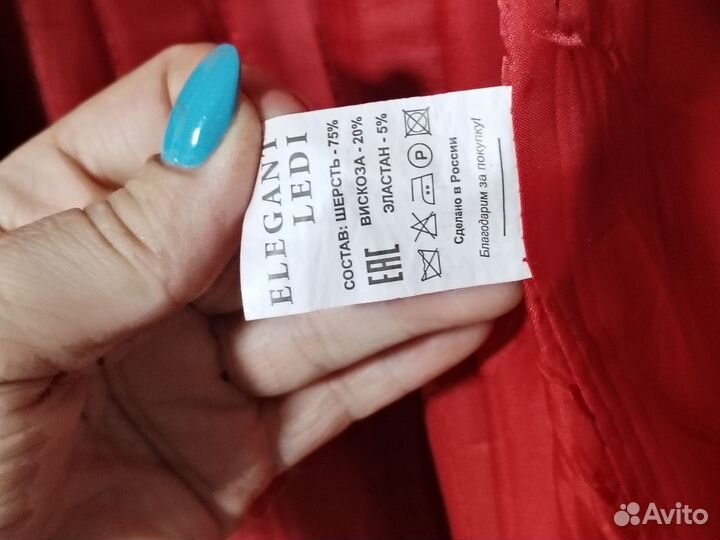 ELEGANT
LEDI
СОСТАВ: ШЕРСТЬ - 75%
ВИСКОЗА - 20%
ЭЛАСТАН - 5%
EAC
P
Сделано в России
Благодарим за покупку!
Avito